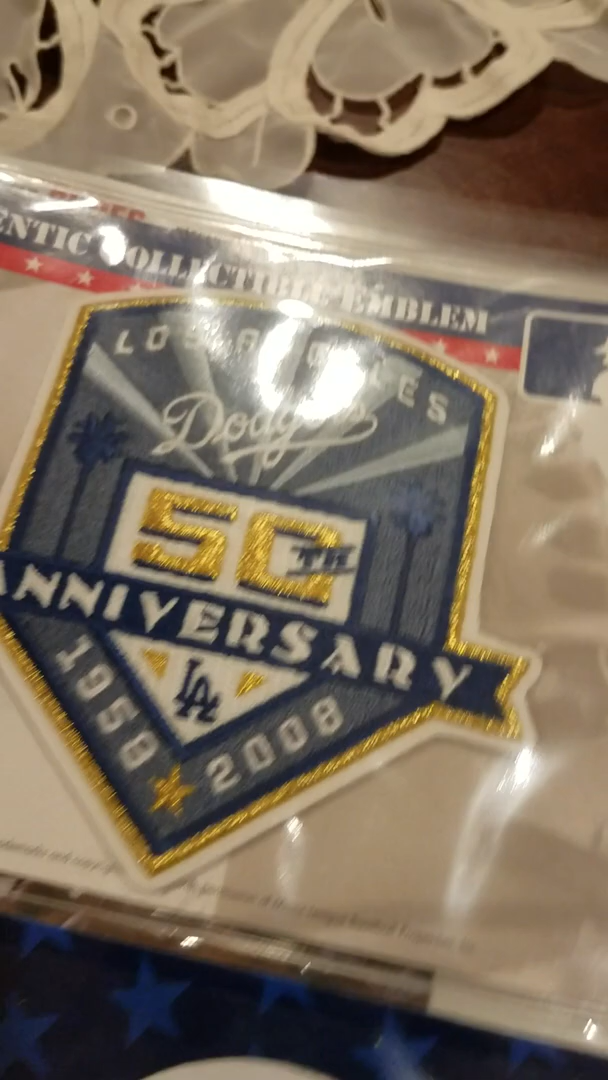 ENTIC COLLECTIBLE EMBLEM
LOS ANGELES
Dodgers
50TH
ANNIVERSARY
LA
1958 2008